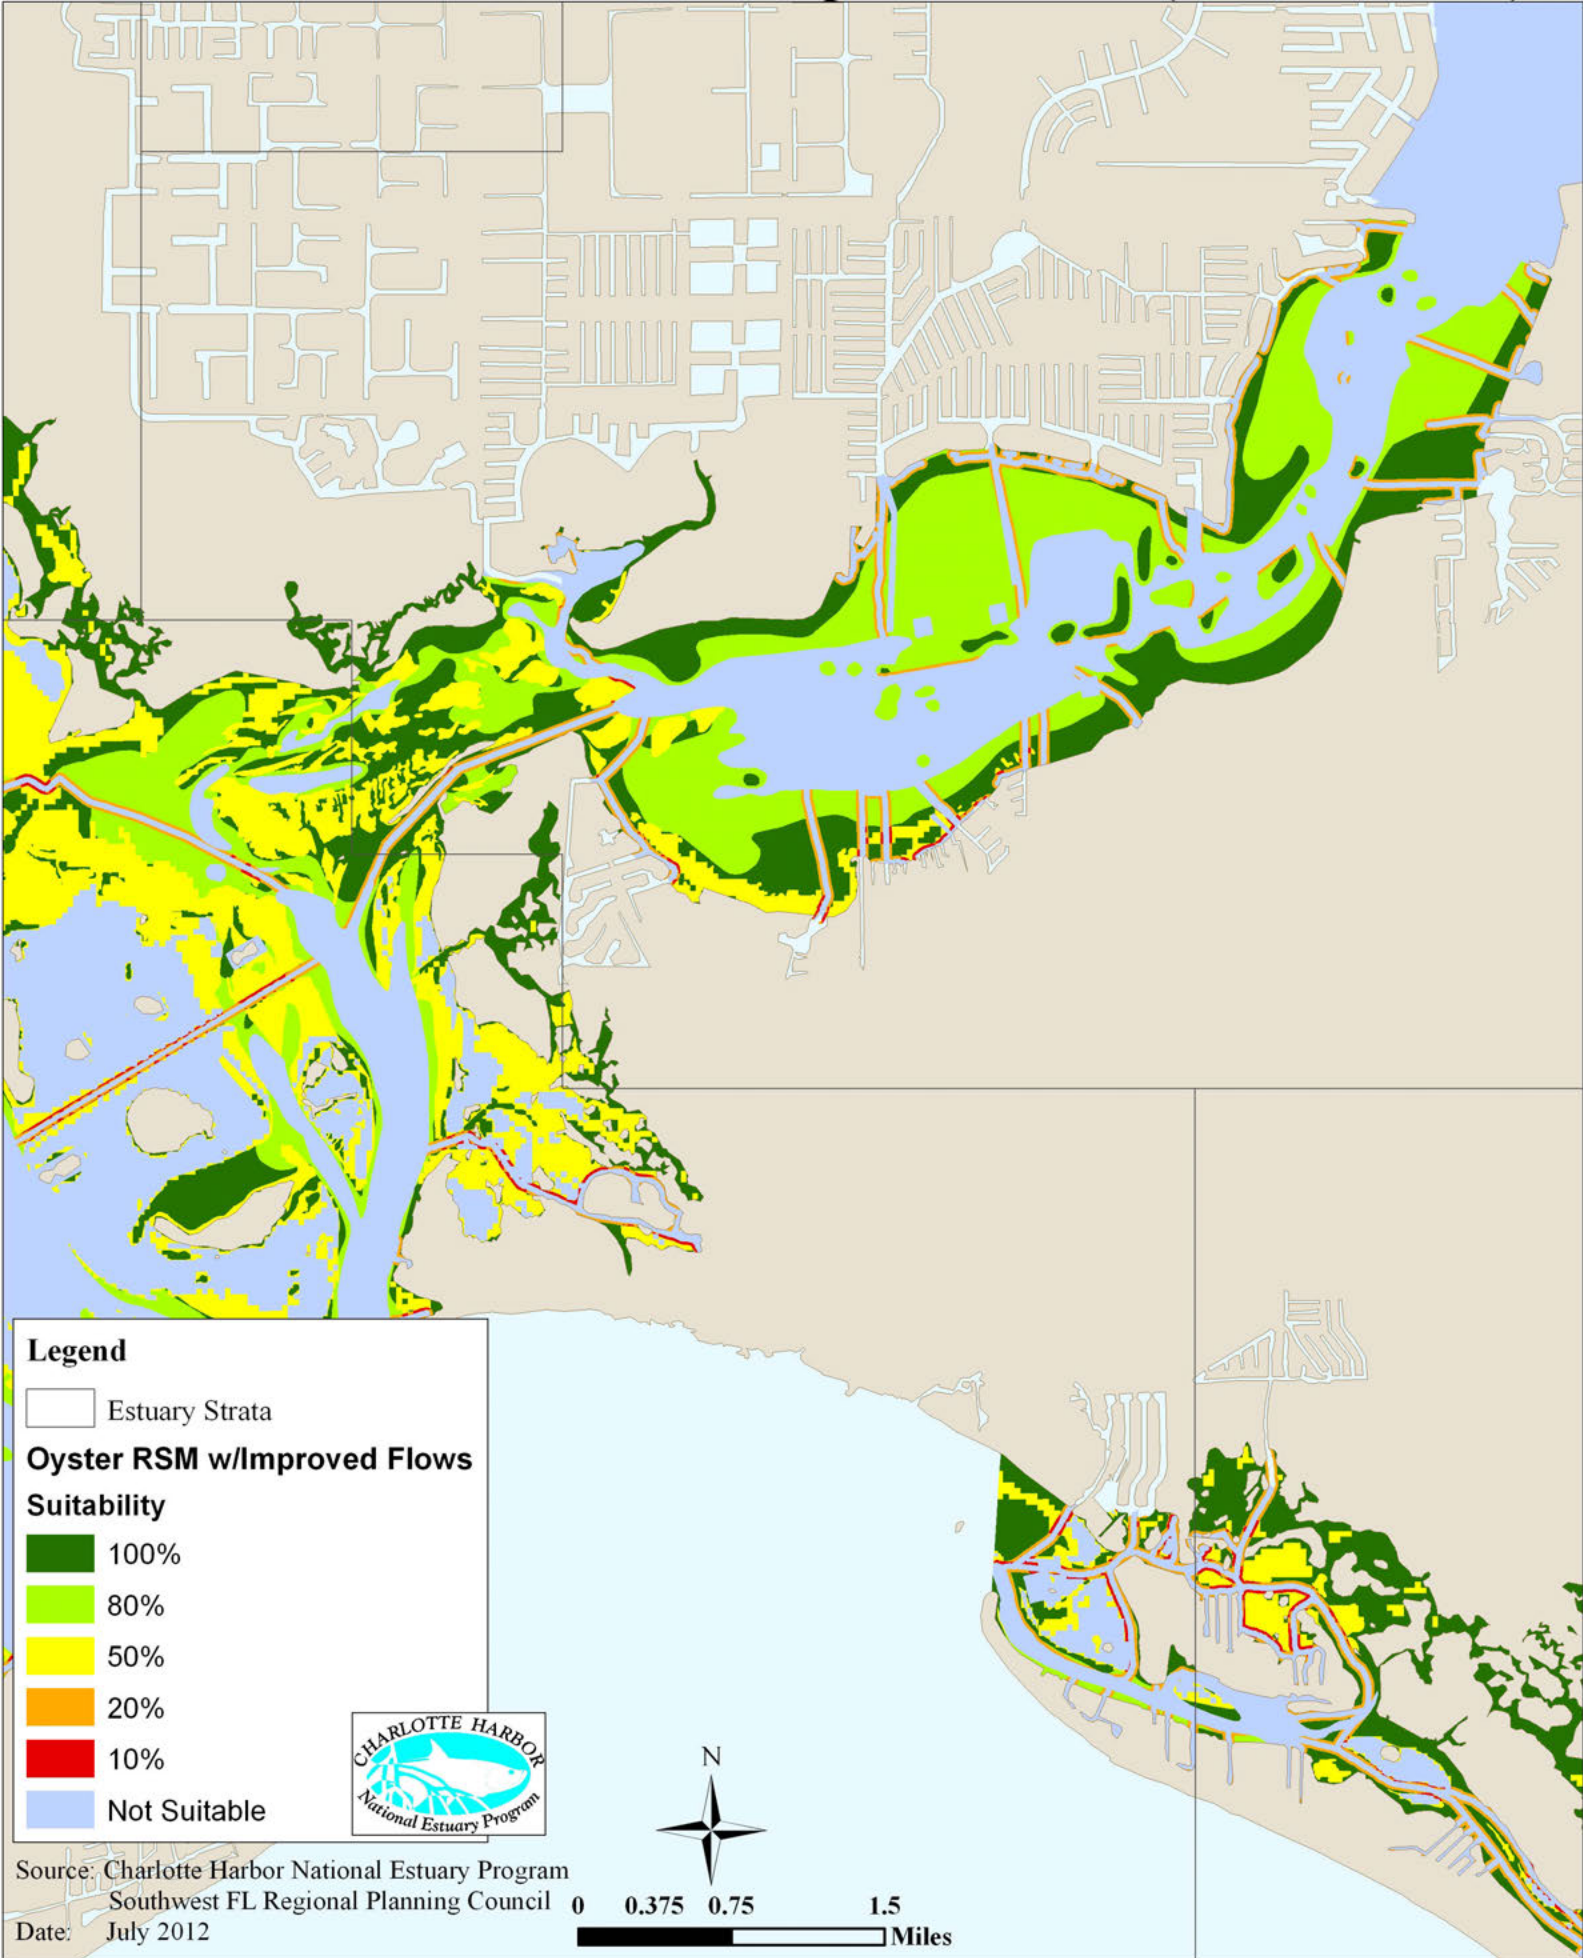 Legend
Estuary Strata
Oyster RSM w/Improved Flows
Suitability
100%
80%
50%
20%
10%
Not Suitable
CHARLOTTE HARBOR
National Estuary Program
N
Source: Charlotte Harbor National Estuary Program
Southwest FL Regional Planning Council
Date: July 2012
0 0.375 0.75 1.5
Miles